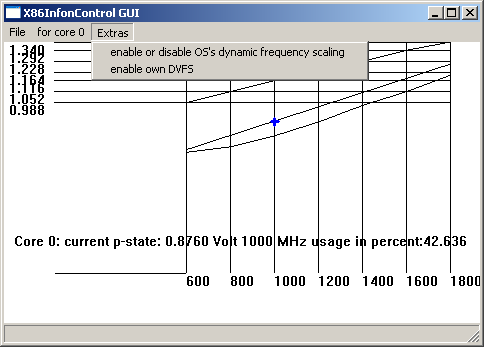 X86InfonControl GUI
File for core 0 Extras
enable or disable OS's dynamic frequency scaling
enable own DVFS
1.340
1.292
1.228
1.164
1.116
1.052
0.988
Core 0: current p-state: 0.8760 Volt 1000 MHz usage in percent:42.636
600 800 1000 1200 1400 1600 1800